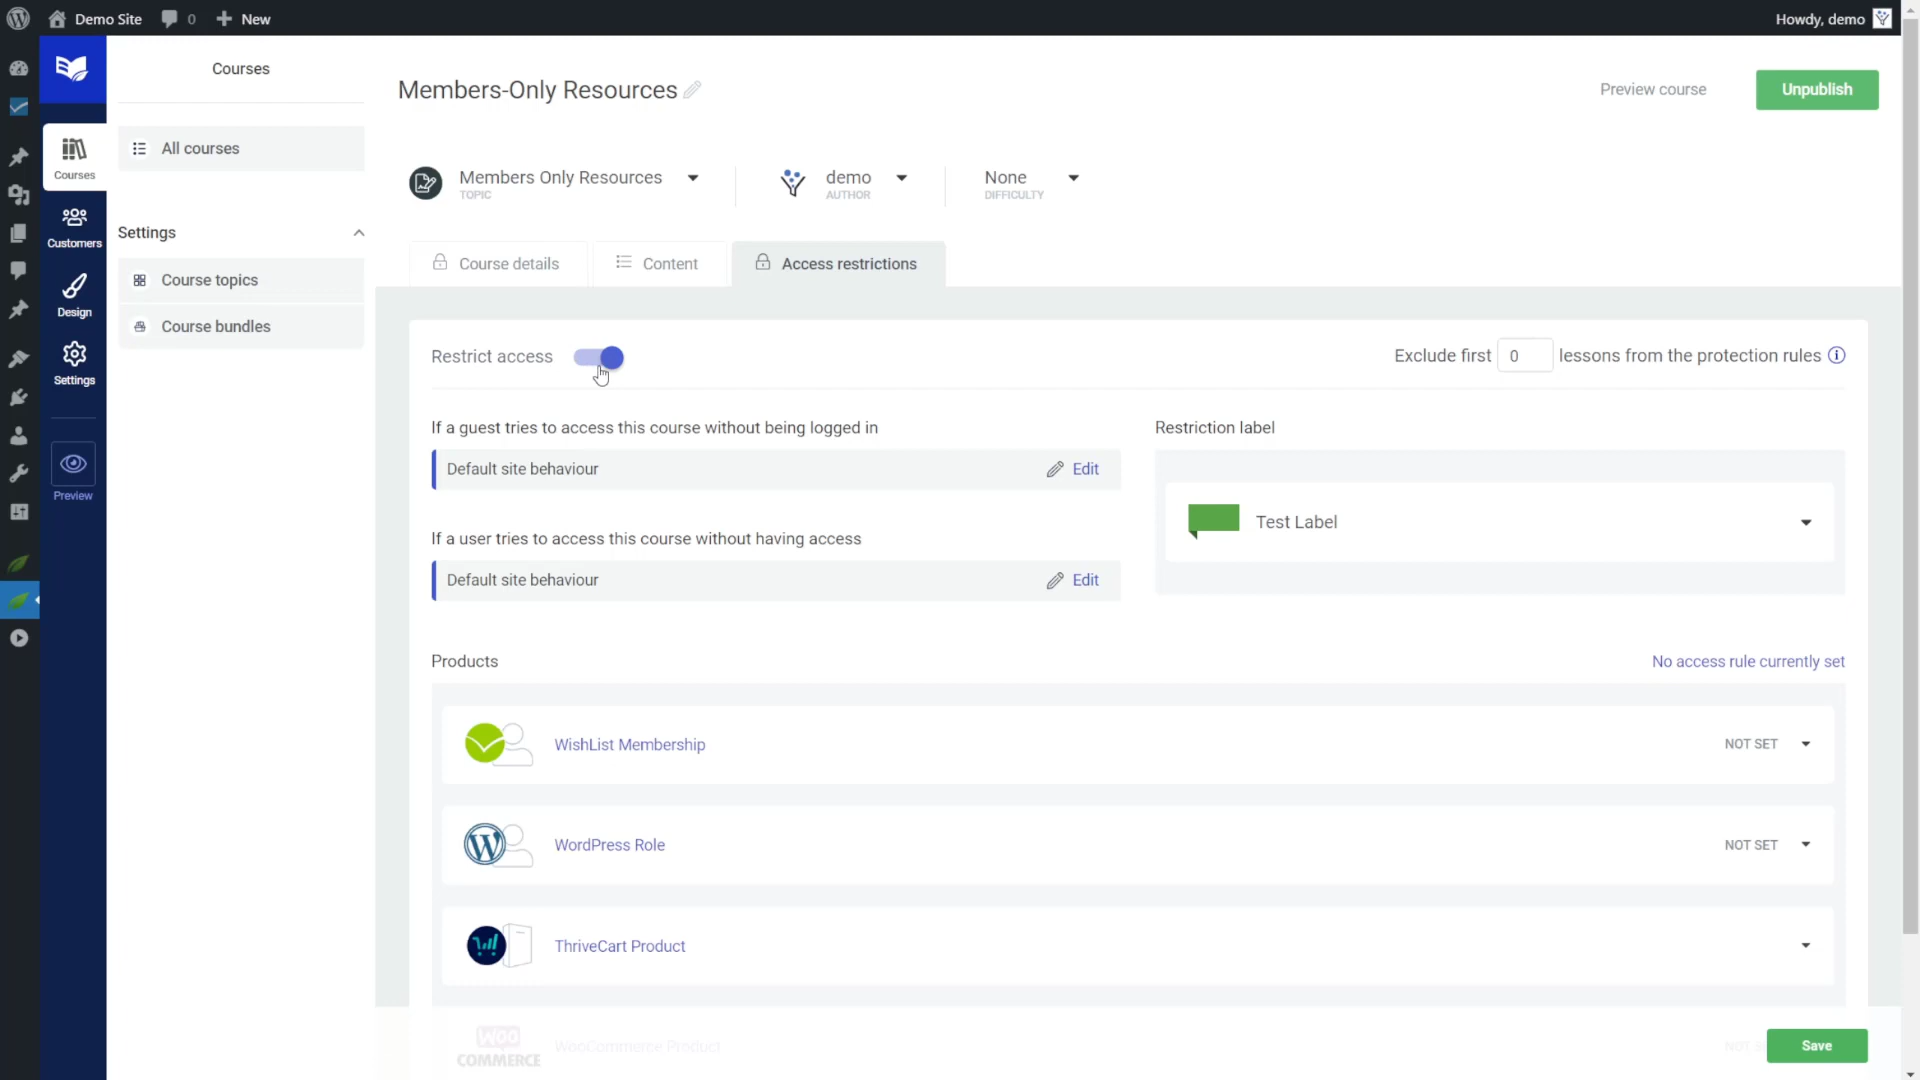 Demo Site
0
New
Howdy, demo
Courses
Members-Only Resources
Preview course
Unpublish
Courses
All courses
Members Only Resources
TOPIC
demo
AUTHOR
None
DIFFICULTY
Customers
Settings
Course details
Content
Access restrictions
Course topics
Design
Course bundles
Settings
Restrict access
Exclude first 0 lessons from the protection rules
If a guest tries to access this course without being logged in
Restriction label
Default site behaviour
Edit
Preview
Test Label
If a user tries to access this course without having access
Default site behaviour
Edit
Products
No access rule currently set
WishList Membership
NOT SET
WordPress Role
NOT SET
ThriveCart Product
WOO
COMMERCE
WooCommerce Product
Save